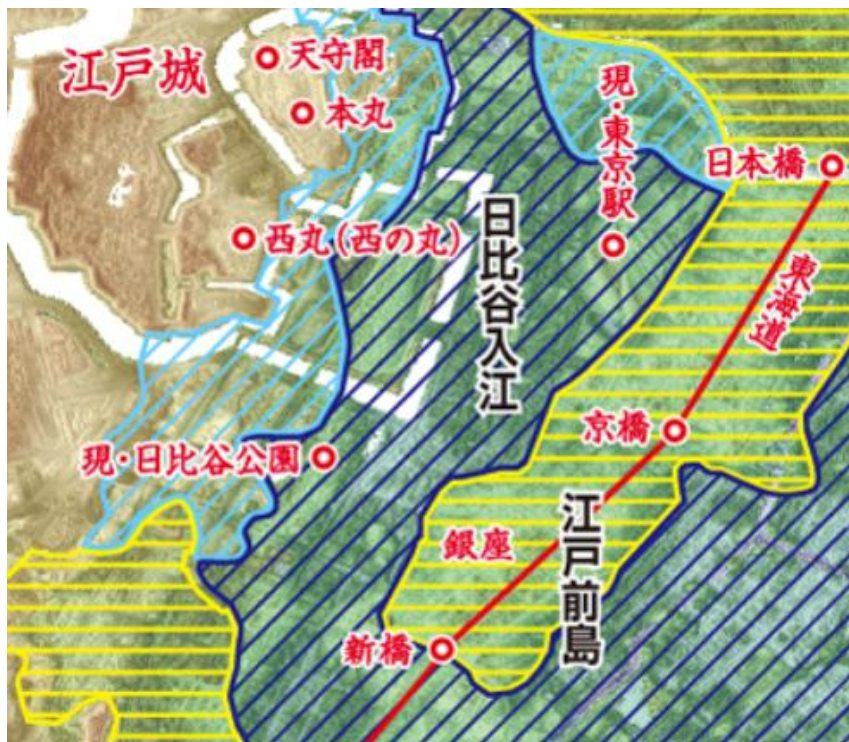 江戸城
天守閣
本丸
西丸(西の丸)
現・東京駅
日本橋
東海道
日比谷入江
京橋
現・日比谷公園
銀座
江戸前島
新橋